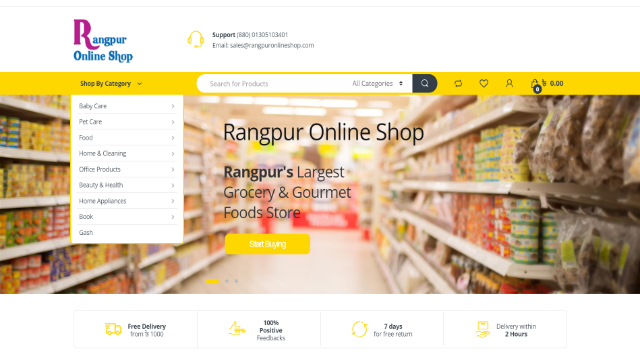 Rangpur
Online Shop
Support (880) 01305103401
Email: sales@rangpuronlineshop.com
Shop By Category
Search for Products
All Categories
0
৳ 0.00
Baby Care
Pet Care
Food
Home & Cleaning
Office Products
Beauty & Health
Home Appliances
Book
Gash
Rangpur Online Shop
Rangpur's Largest
Grocery & Gourmet
Foods Store
Start Buying
Free Delivery
from ৳ 1000
100%
Positive
Feedbacks
7 days
for free return
Delivery within
2 Hours